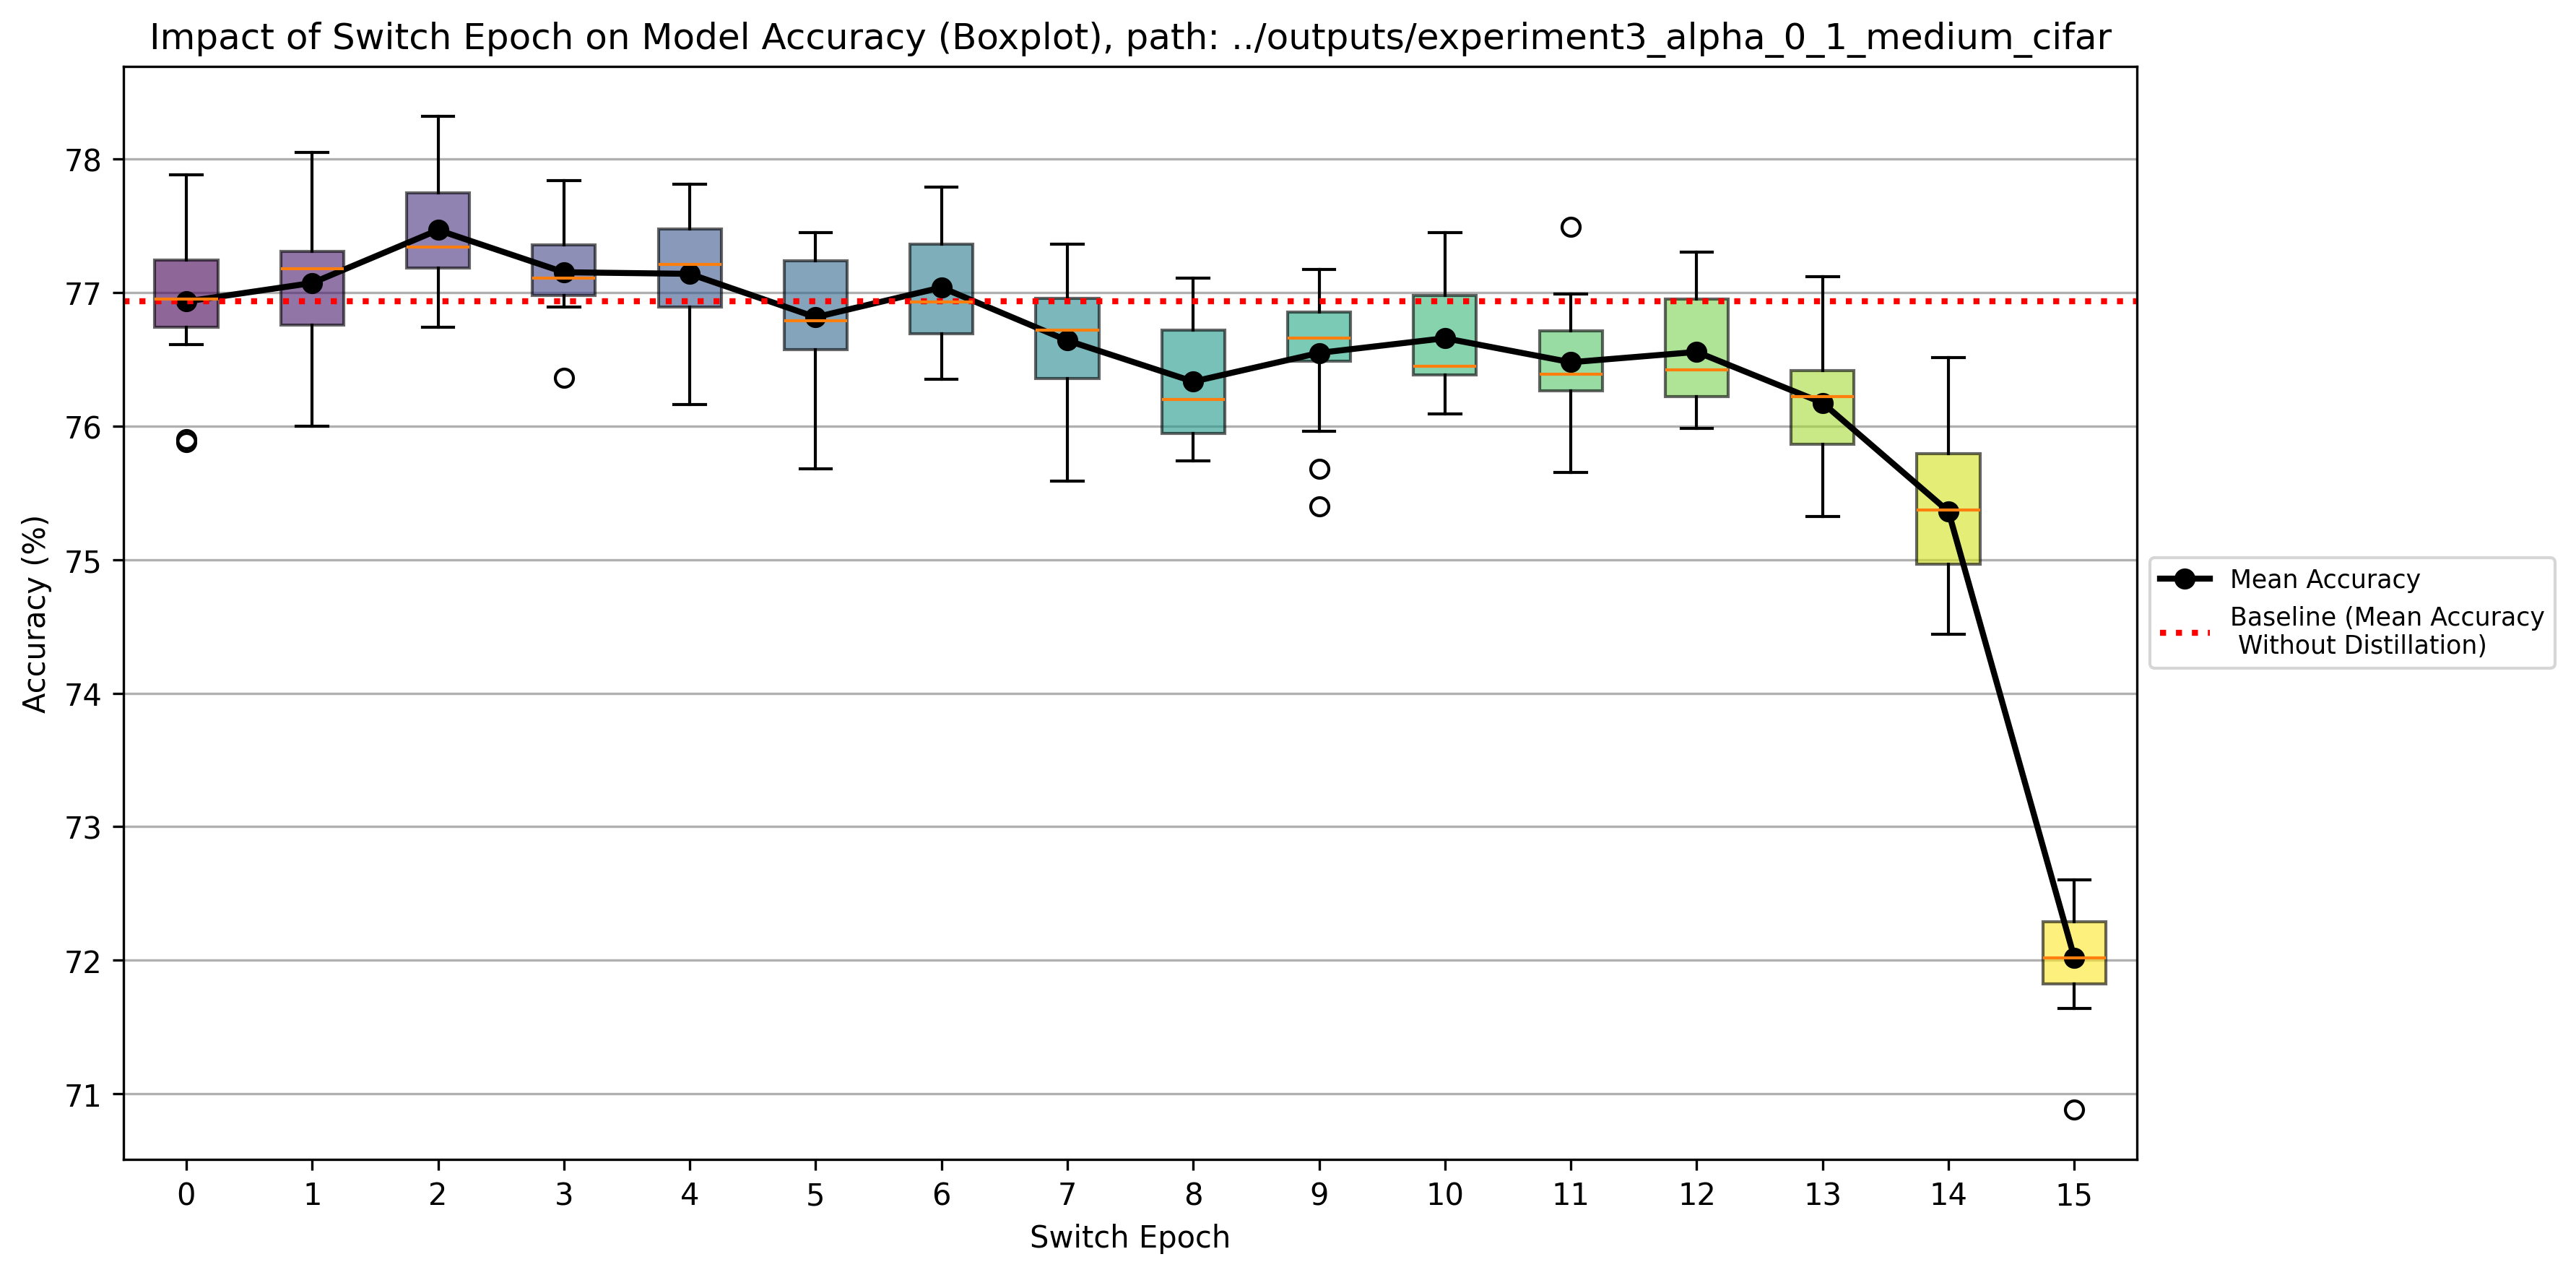 Impact of Switch Epoch on Model Accuracy (Boxplot), path: ../outputs/experiment3_alpha_0_1_medium_cifar
Accuracy (%)
78
77
76
75
74
73
72
71
0 1 2 3 4 5 6 7 8 9 10 11 12 13 14 15
Switch Epoch
Mean Accuracy
Baseline (Mean Accuracy
Without Distillation)